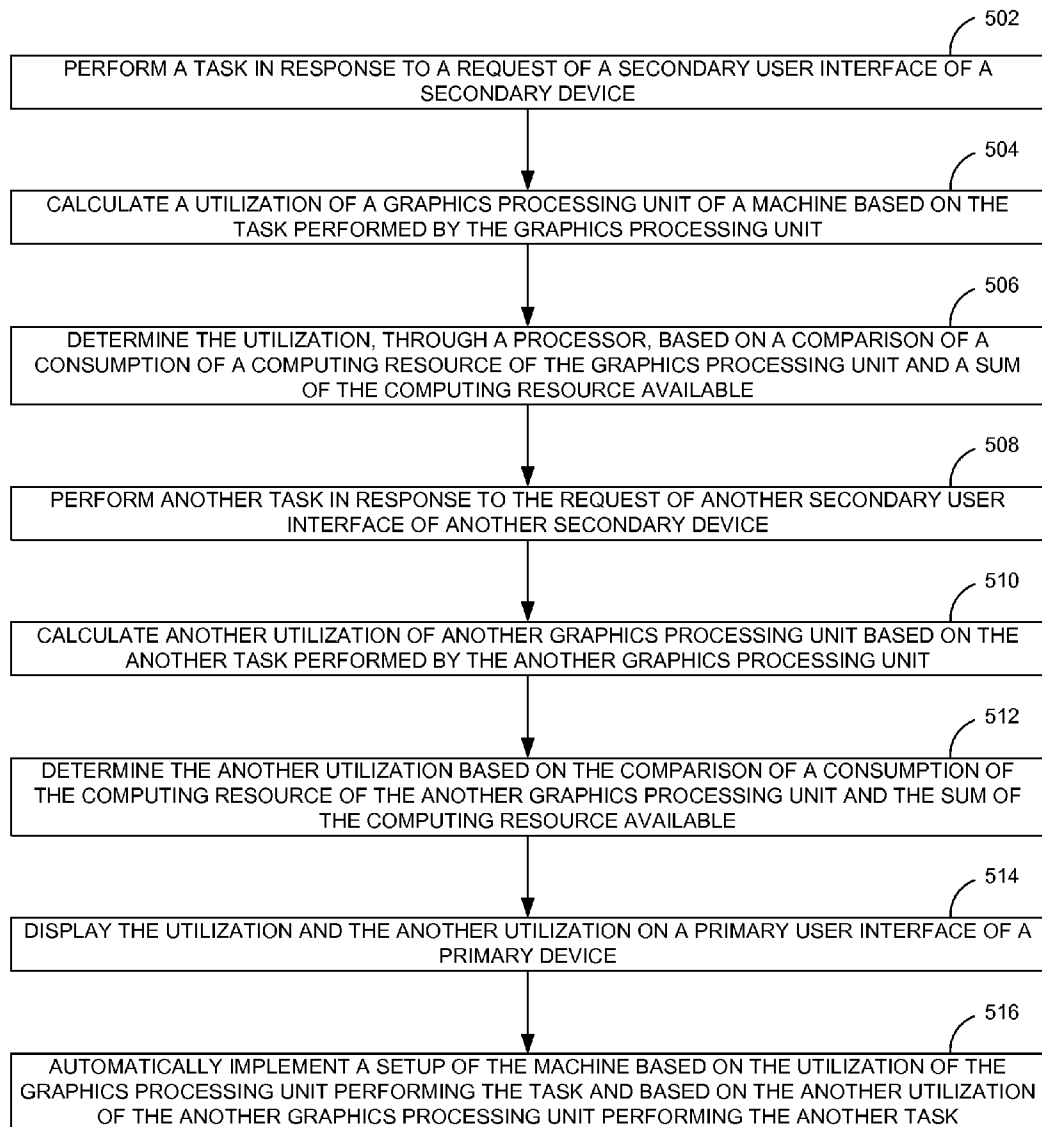 502
PERFORM A TASK IN RESPONSE TO A REQUEST OF A SECONDARY USER INTERFACE OF A
SECONDARY DEVICE
504
CALCULATE A UTILIZATION OF A GRAPHICS PROCESSING UNIT OF A MACHINE BASED ON THE
TASK PERFORMED BY THE GRAPHICS PROCESSING UNIT
506
DETERMINE THE UTILIZATION, THROUGH A PROCESSOR, BASED ON A COMPARISON OF A
CONSUMPTION OF A COMPUTING RESOURCE OF THE GRAPHICS PROCESSING UNIT AND A SUM
OF THE COMPUTING RESOURCE AVAILABLE
508
PERFORM ANOTHER TASK IN RESPONSE TO THE REQUEST OF ANOTHER SECONDARY USER
INTERFACE OF ANOTHER SECONDARY DEVICE
510
CALCULATE ANOTHER UTILIZATION OF ANOTHER GRAPHICS PROCESSING UNIT BASED ON THE
ANOTHER TASK PERFORMED BY THE ANOTHER GRAPHICS PROCESSING UNIT
512
DETERMINE THE ANOTHER UTILIZATION BASED ON THE COMPARISON OF A CONSUMPTION OF
THE COMPUTING RESOURCE OF THE ANOTHER GRAPHICS PROCESSING UNIT AND THE SUM OF
THE COMPUTING RESOURCE AVAILABLE
514
DISPLAY THE UTILIZATION AND THE ANOTHER UTILIZATION ON A PRIMARY USER INTERFACE OF A
PRIMARY DEVICE
516
AUTOMATICALLY IMPLEMENT A SETUP OF THE MACHINE BASED ON THE UTILIZATION OF THE
GRAPHICS PROCESSING UNIT PERFORMING THE TASK AND BASED ON THE ANOTHER UTILIZATION
OF THE ANOTHER GRAPHICS PROCESSING UNIT PERFORMING THE ANOTHER TASK